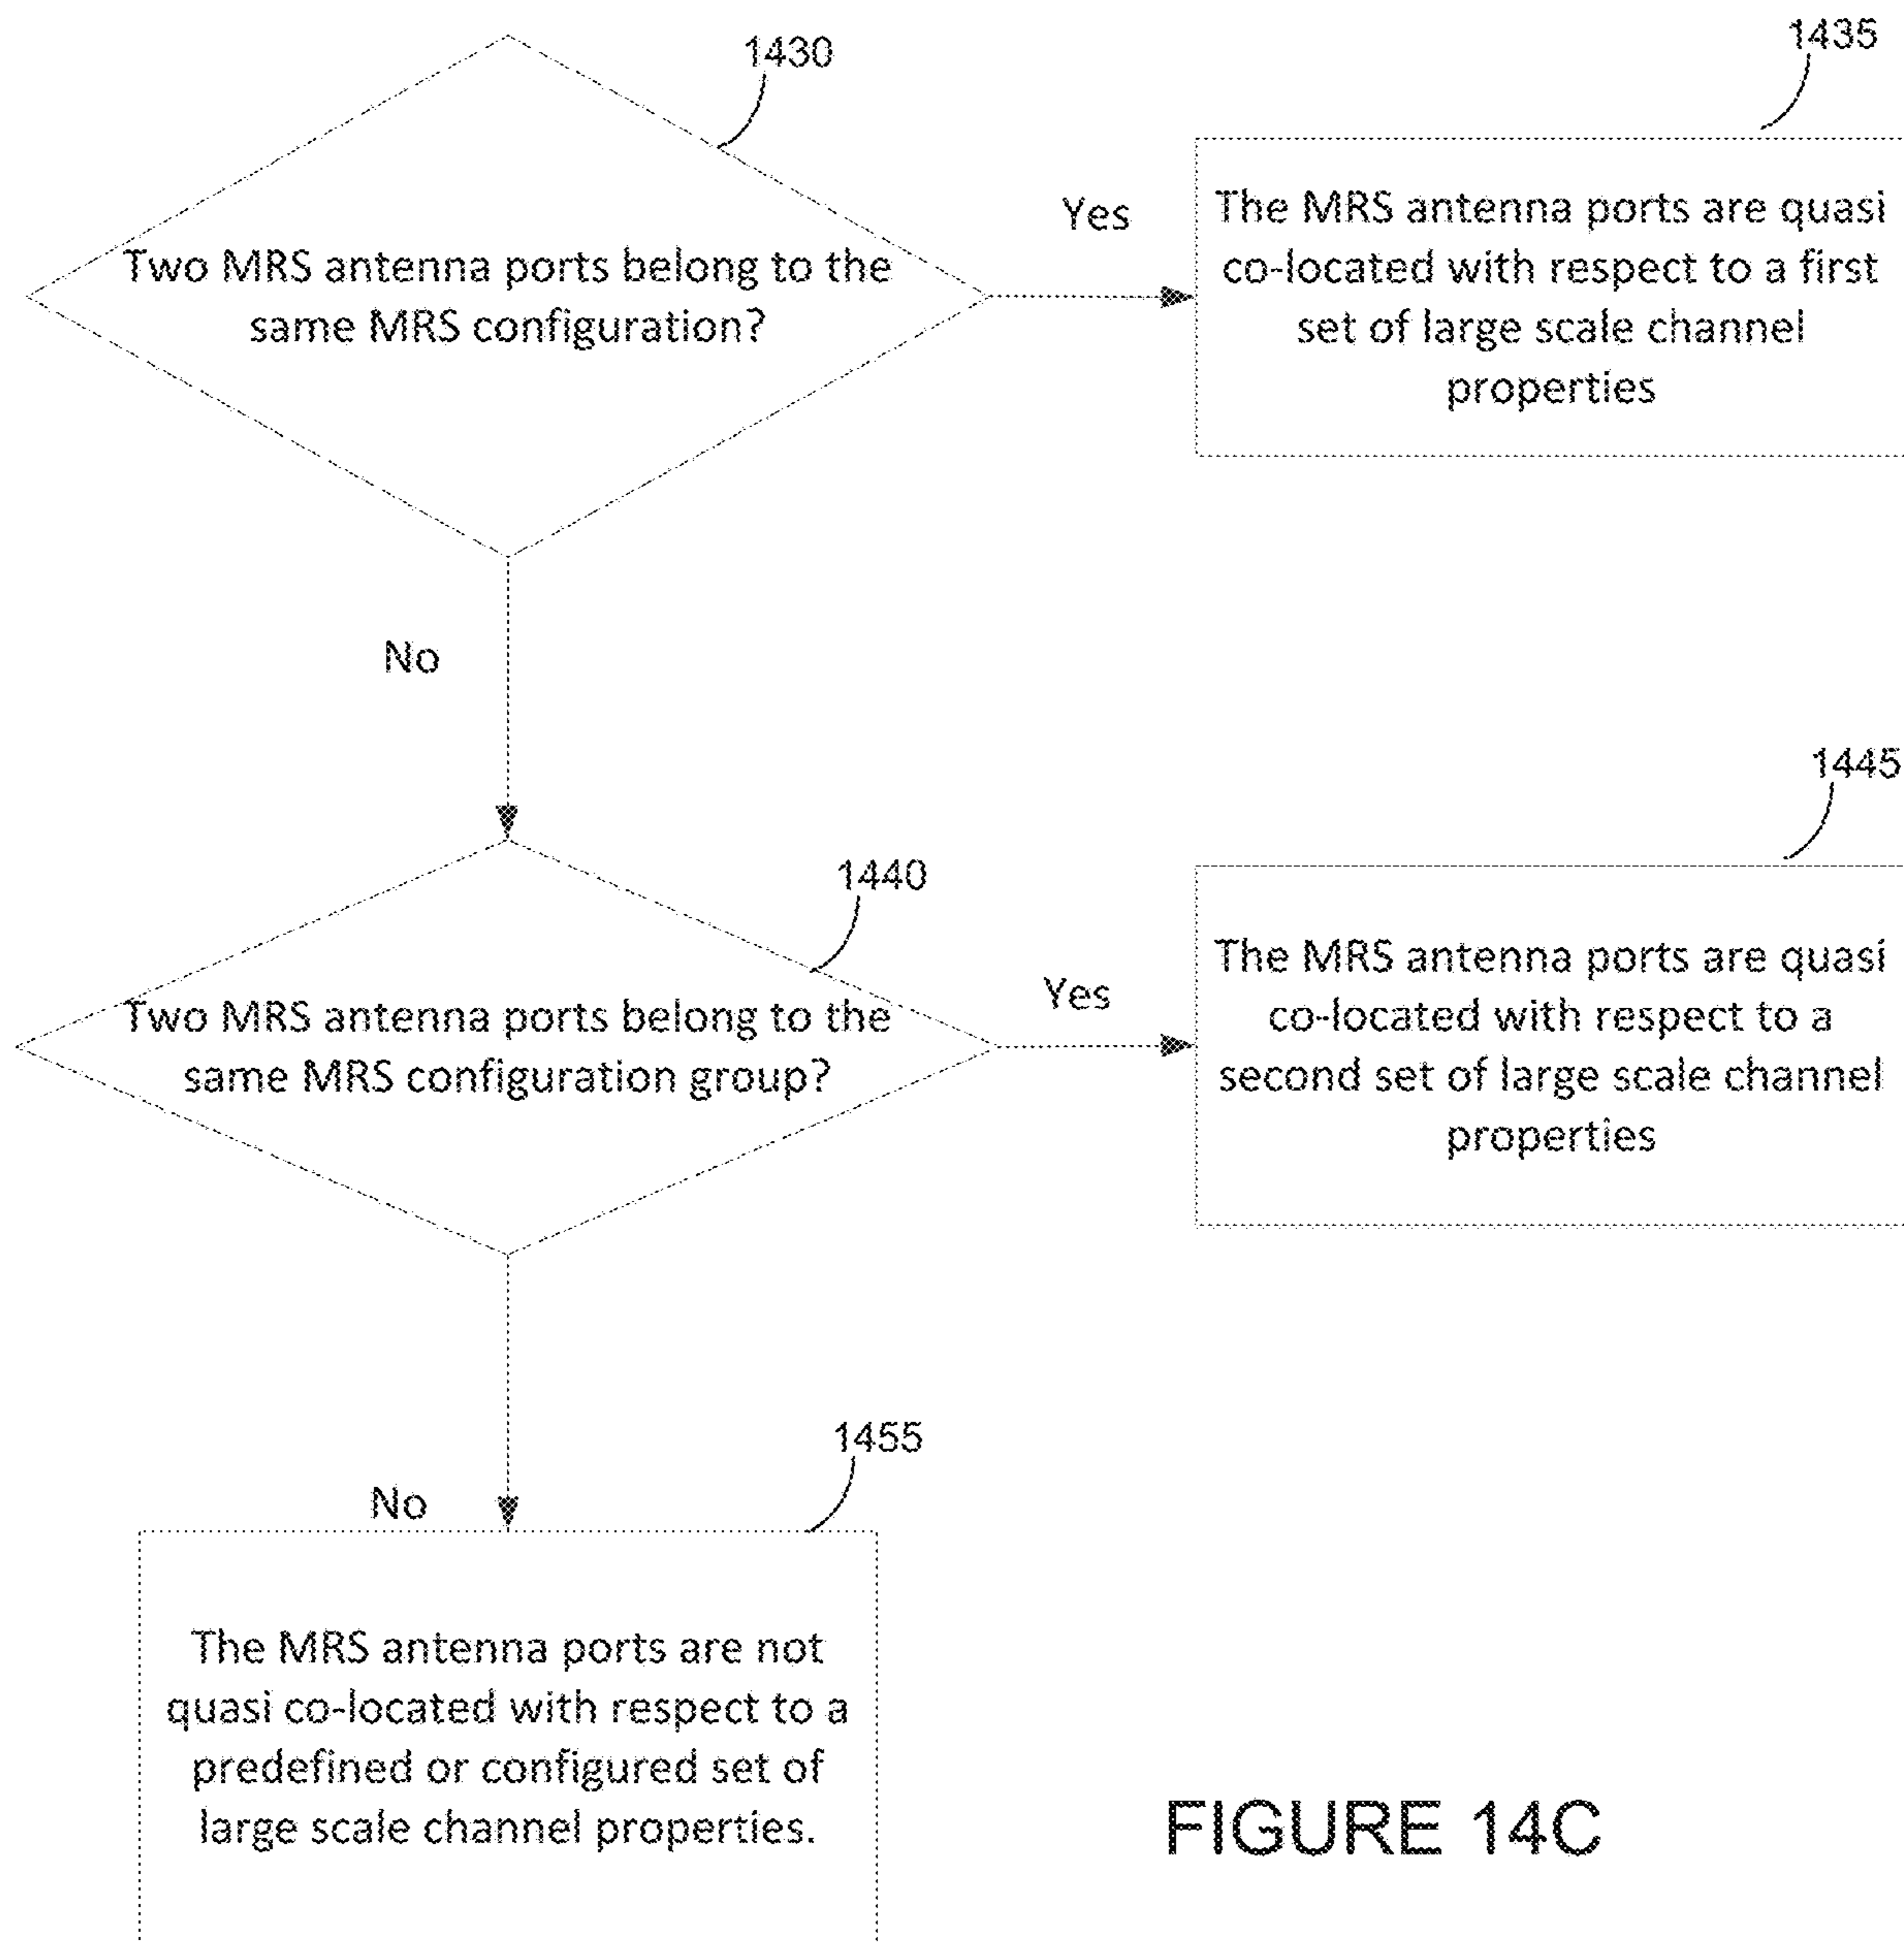 1430
1435
Two MRS antenna ports belong to the
same MRS configuration?
Yes
The MRS antenna ports are quasi
co-located with respect to a first
set of large scale channel
properties
No
1440
1445
Two MRS antenna ports belong to the
same MRS configuration group?
Yes
The MRS antenna ports are quasi
co-located with respect to a
second set of large scale channel
properties
No
1455
The MRS antenna ports are not
quasi co-located with respect to a
predefined or configured set of
large scale channel properties.
FIGURE 14C